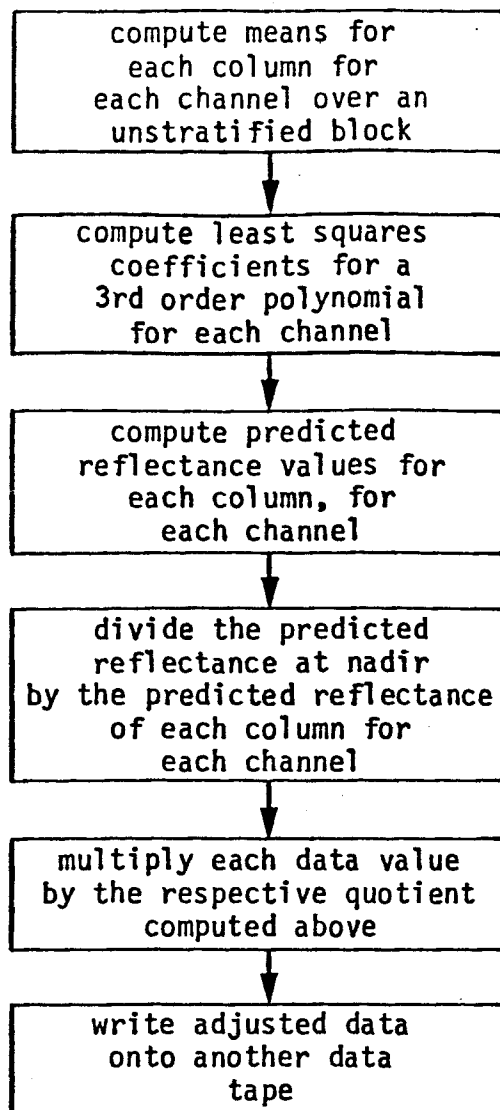 compute means for
each column for
each channel over an
unstratified block
compute least squares
coefficients for a
3rd order polynomial
for each channel
compute predicted
reflectance values for
each column, for
each channel
divide the predicted
reflectance at nadir
by the predicted reflectance
of each column for
each channel
multiply each data value
by the respective quotient
computed above
write adjusted data
onto another data
tape